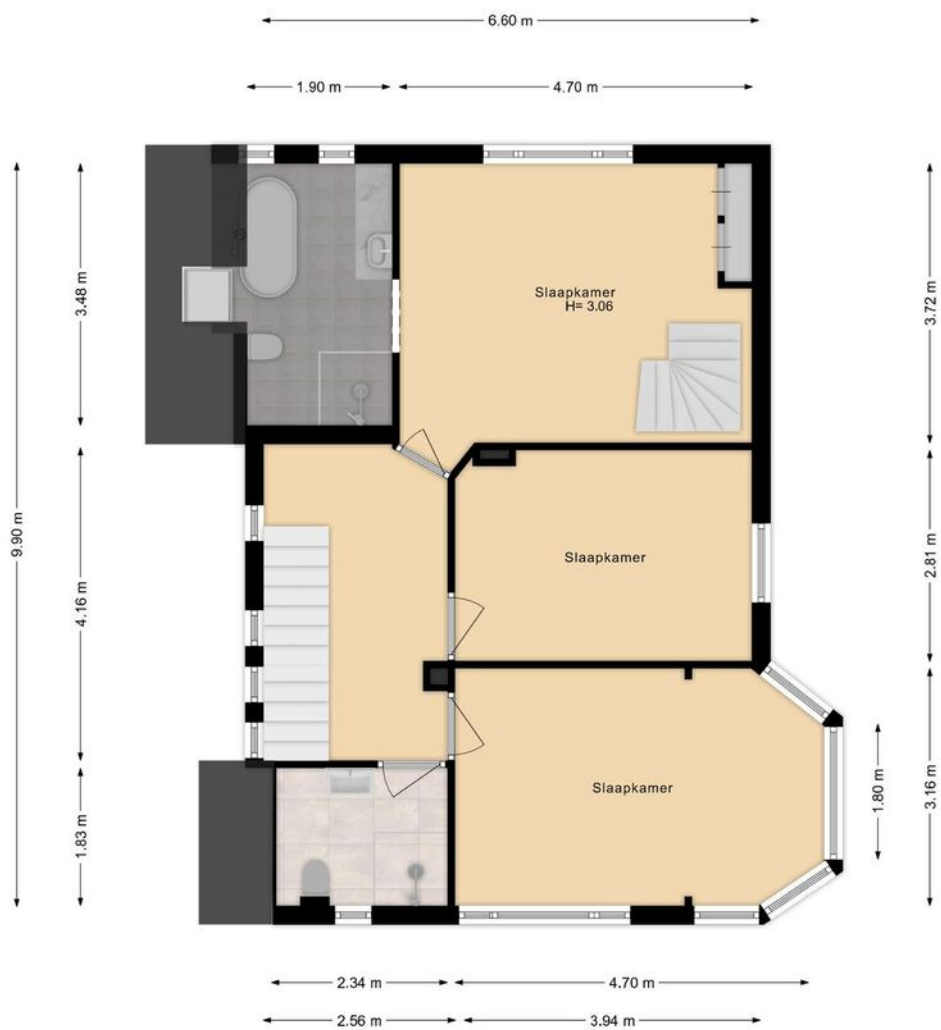 6.60 m
1.90 m
4.70 m
9.90 m
3.48 m
3.72 m
Slaapkamer
H= 3.06
4.16 m
2.81 m
Slaapkamer
Slaapkamer
1.83 m
1.80 m
3.16 m
2.34 m
4.70 m
2.56 m
3.94 m